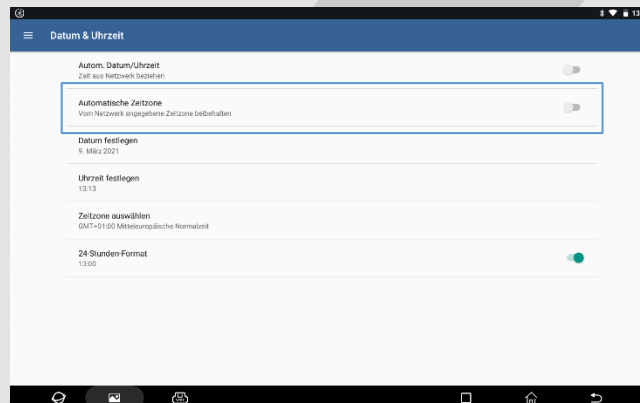 13
Datum & Uhrzeit
Autom. Datum/Uhrzeit
Zeit aus Netzwerk beziehen
Automatische Zeitzone
Vom Netzwerk angegebene Zeitzone beibehalten
Datum festlegen
9. März 2021
Uhrzeit festlegen
13:13
Zeitzone auswählen
GMT+01:00 Mitteleuropäische Normalzeit
24-Stunden-Format
13:00